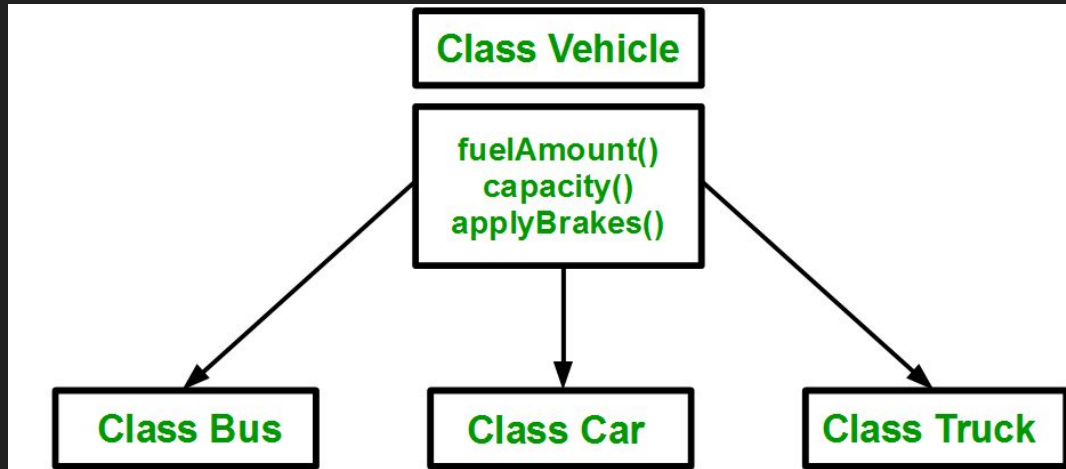 Class Vehicle
fuelAmount()
capacity()
applyBrakes()
Class Bus
Class Car
Class Truck